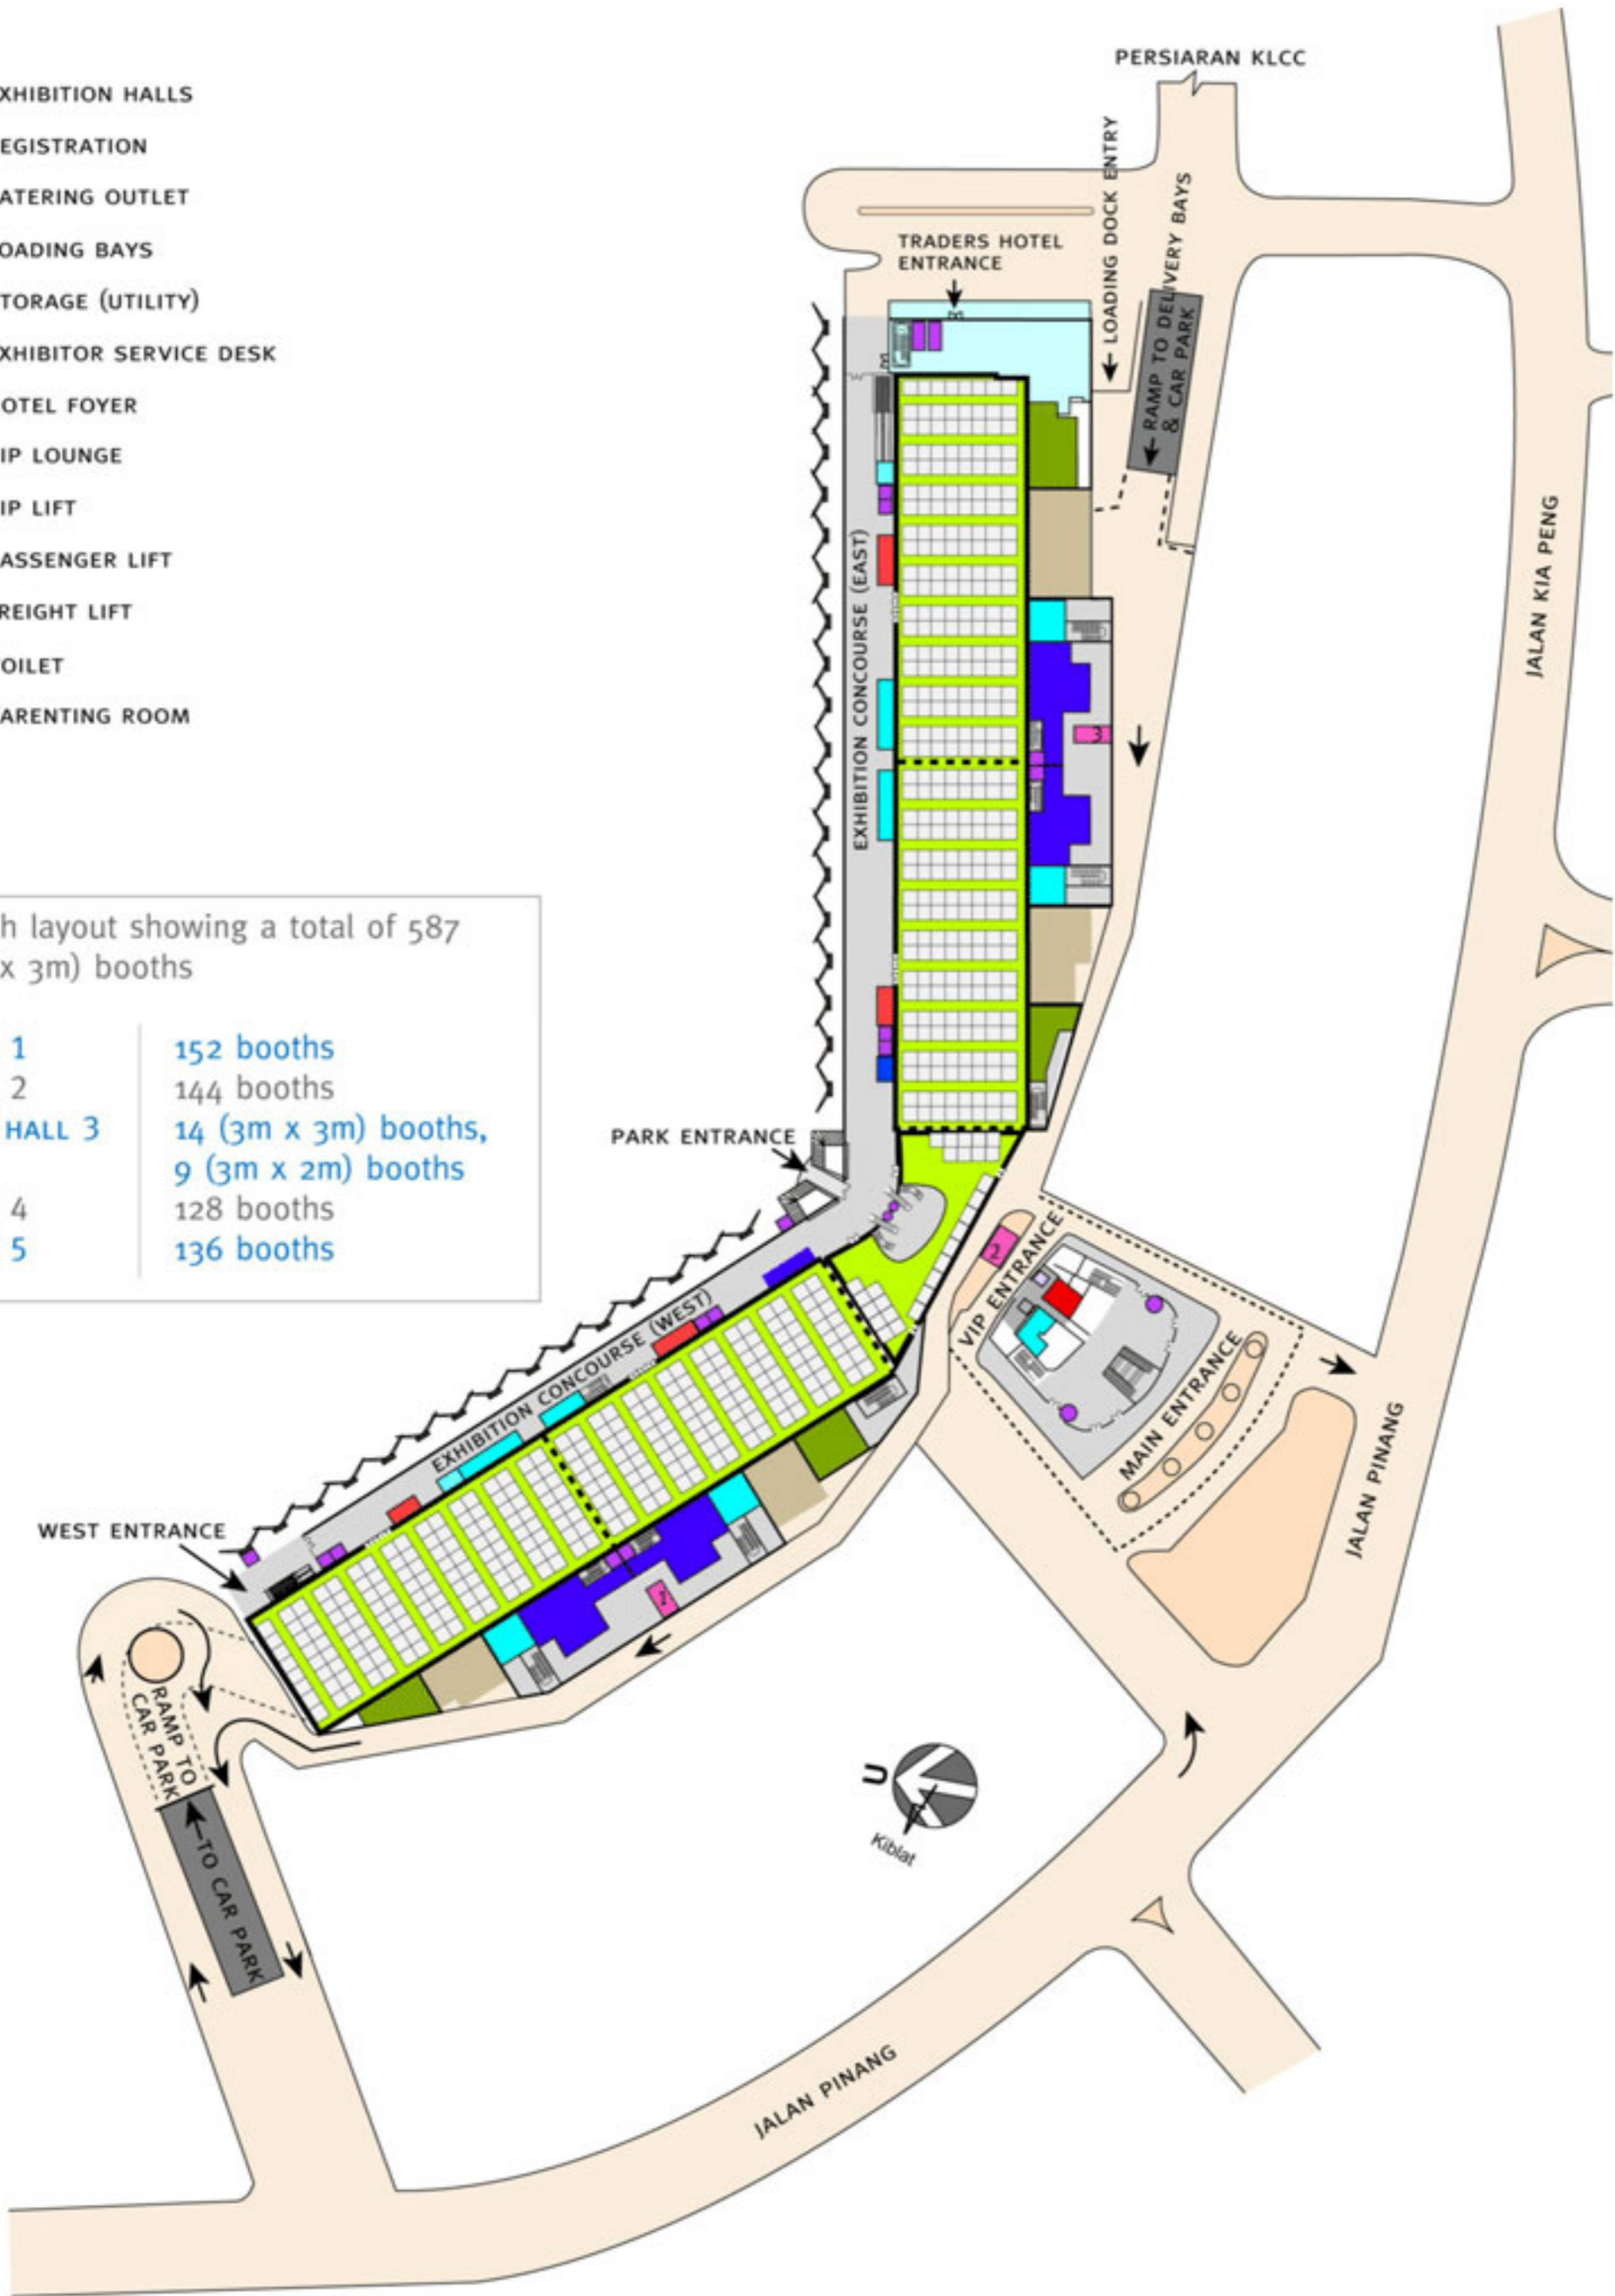 PERSIARAN KLCC
XHIBITION HALLS
EGISTRATION
ATERING OUTLET
OADING BAYS
TORAGE (UTILITY)
XHIBITOR SERVICE DESK
OTEL FOYER
IP LOUNGE
IP LIFT
ASSENGER LIFT
REIGHT LIFT
OILET
ARENTING ROOM
LOADING DOCK ENTRY
RAMP TO DELIVERY BAYS
& CAR PARK
TRADERS HOTEL
ENTRANCE
JALAN KIA PENG
EXHIBITION CONCOURSE (EAST)
3
h layout showing a total of 587
x 3m) booths
1 152 booths
2 144 booths
HALL 3 14 (3m x 3m) booths,
9 (3m x 2m) booths
4 128 booths
5 136 booths
PARK ENTRANCE
2
VIP ENTRANCE
MAIN ENTRANCE
EXHIBITION CONCOURSE (WEST)
JALAN PINANG
WEST ENTRANCE
1
RAMP TO
CAR PARK
TO CAR PARK
U
Kiblat
JALAN PINANG